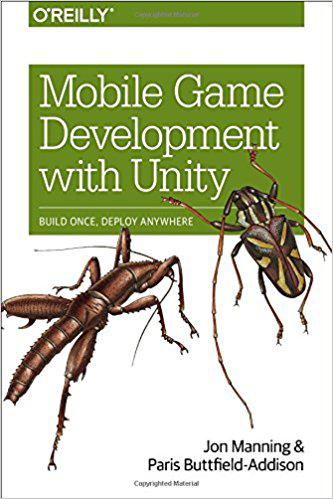 O'REILLY®
Mobile Game
Development
with Unity
BUILD ONCE, DEPLOY ANYWHERE
Jon Manning &
Paris Buttfield-Addison